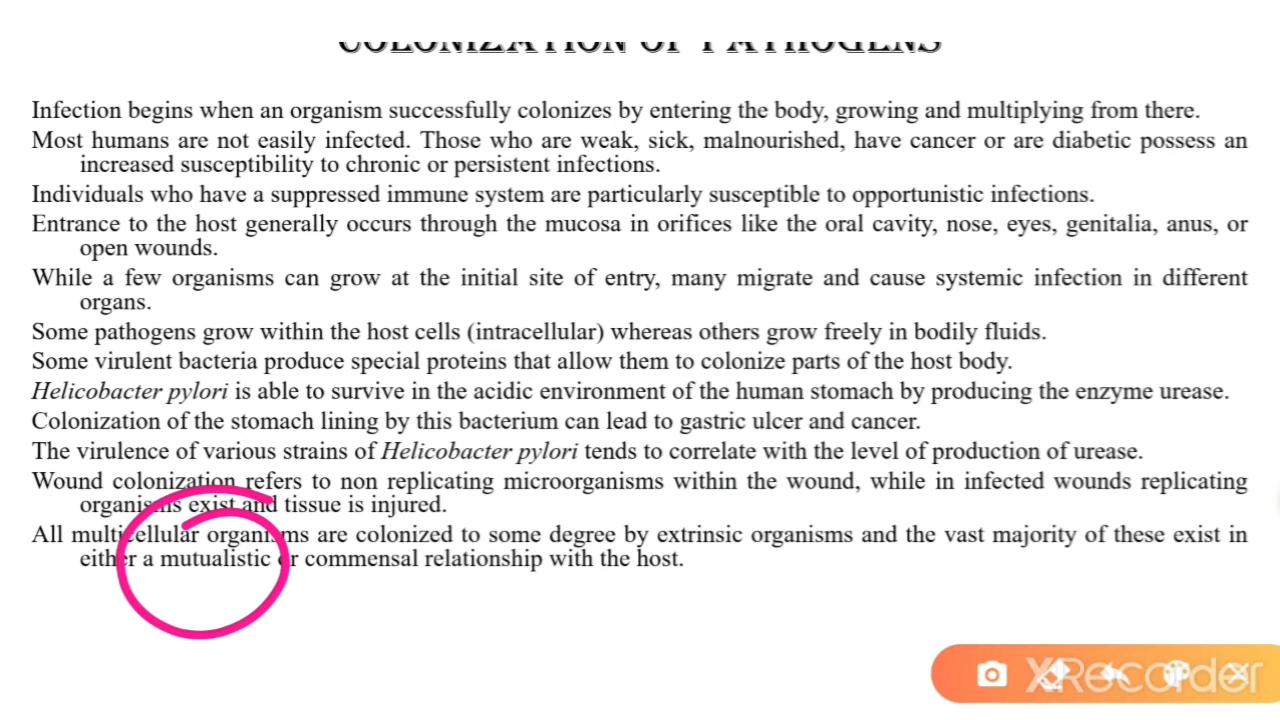 COLONIZATION OF PATHOGENS
Infection begins when an organism successfully colonizes by entering the body, growing and multiplying from there.
Most humans are not easily infected. Those who are weak, sick, malnourished, have cancer or are diabetic possess an
increased susceptibility to chronic or persistent infections.
Individuals who have a suppressed immune system are particularly susceptible to opportunistic infections.
Entrance to the host generally occurs through the mucosa in orifices like the oral cavity, nose, eyes, genitalia, anus, or
open wounds.
While a few organisms can grow at the initial site of entry, many migrate and cause systemic infection in different
organs.
Some pathogens grow within the host cells (intracellular) whereas others grow freely in bodily fluids.
Some virulent bacteria produce special proteins that allow them to colonize parts of the host body.
Helicobacter pylori is able to survive in the acidic environment of the human stomach by producing the enzyme urease.
Colonization of the stomach lining by this bacterium can lead to gastric ulcer and cancer.
The virulence of various strains of Helicobacter pylori tends to correlate with the level of production of urease.
Wound colonization refers to non replicating microorganisms within the wound, while in infected wounds replicating
organisms exist and tissue is injured.
All multicellular organisms are colonized to some degree by extrinsic organisms and the vast majority of these exist in
either a mutualistic or commensal relationship with the host.
XRecorder